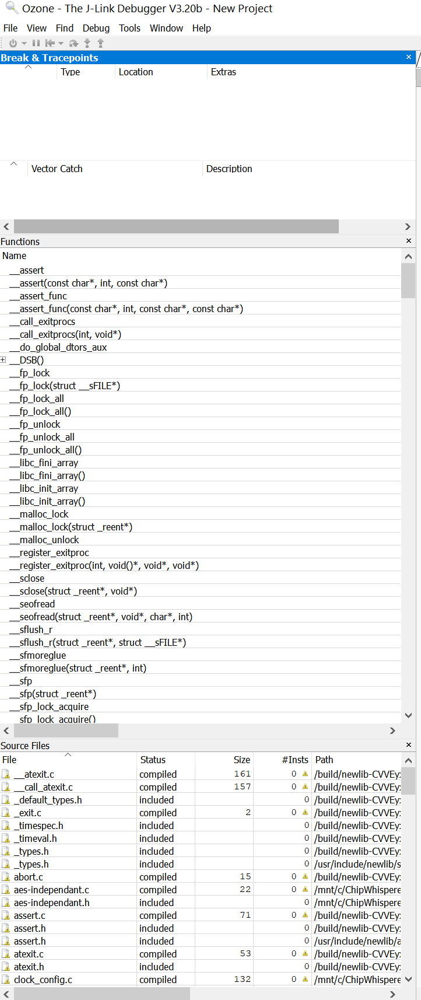 Ozone - The J-Link Debugger V3.20b - New Project
File View Find Debug Tools Window Help
Break & Tracepoints
Type Location Extras
Vector Catch Description
Functions
Name
__assert
__assert(const char*, int, const char*)
__assert_func
__assert_func(const char*, int, const char*, const char*)
__call_exitprocs
__call_exitprocs(int, void*)
__do_global_dtors_aux
__DSB()
__fp_lock
__fp_lock(struct __sFILE*)
__fp_lock_all
__fp_lock_all()
__fp_unlock
__fp_unlock_all
__fp_unlock_all()
__libc_fini_array
__libc_fini_array()
__libc_init_array
__libc_init_array()
__malloc_lock
__malloc_lock(struct _reent*)
__malloc_unlock
__register_exitproc
__register_exitproc(int, void()*, void*, void*)
__sclose
__sclose(struct _reent*, void*)
__seofread
__seofread(struct _reent*, void*, char*, int)
__sflush_r
__sflush_r(struct _reent*, struct __sFILE*)
__sfmoreglue
__sfmoreglue(struct _reent*, int)
__sfp
__sfp(struct _reent*)
__sfp_lock_acquire
__sfp_lock_acquire()
Source Files
File Status Size #Insts Path
__atexit.c compiled 161 0 /build/newlib-CVVEy
__call_atexit.c compiled 157 0 /build/newlib-CVVEy
_default_types.h included 0 /build/newlib-CVVEy
_exit.c compiled 2 0 /build/newlib-CVVEy
_timespec.h included 0 /build/newlib-CVVEy
_timeval.h included 0 /build/newlib-CVVEy
_types.h included 0 /build/newlib-CVVEy
_types.h included 0 /usr/include/newlib/s
abort.c compiled 15 0 /build/newlib-CVVEy
aes-independant.c compiled 22 0 /mnt/c/ChipWhispere
aes-independant.h included 0 /mnt/c/ChipWhispere
assert.c compiled 71 0 /build/newlib-CVVEy
assert.h included 0 /build/newlib-CVVEy
assert.h included 0 /usr/include/newlib/a
atexit.c compiled 53 0 /build/newlib-CVVEy
atexit.h included 0 /build/newlib-CVVEy
clock_config.c compiled 132 0 /mnt/c/ChipWhispere